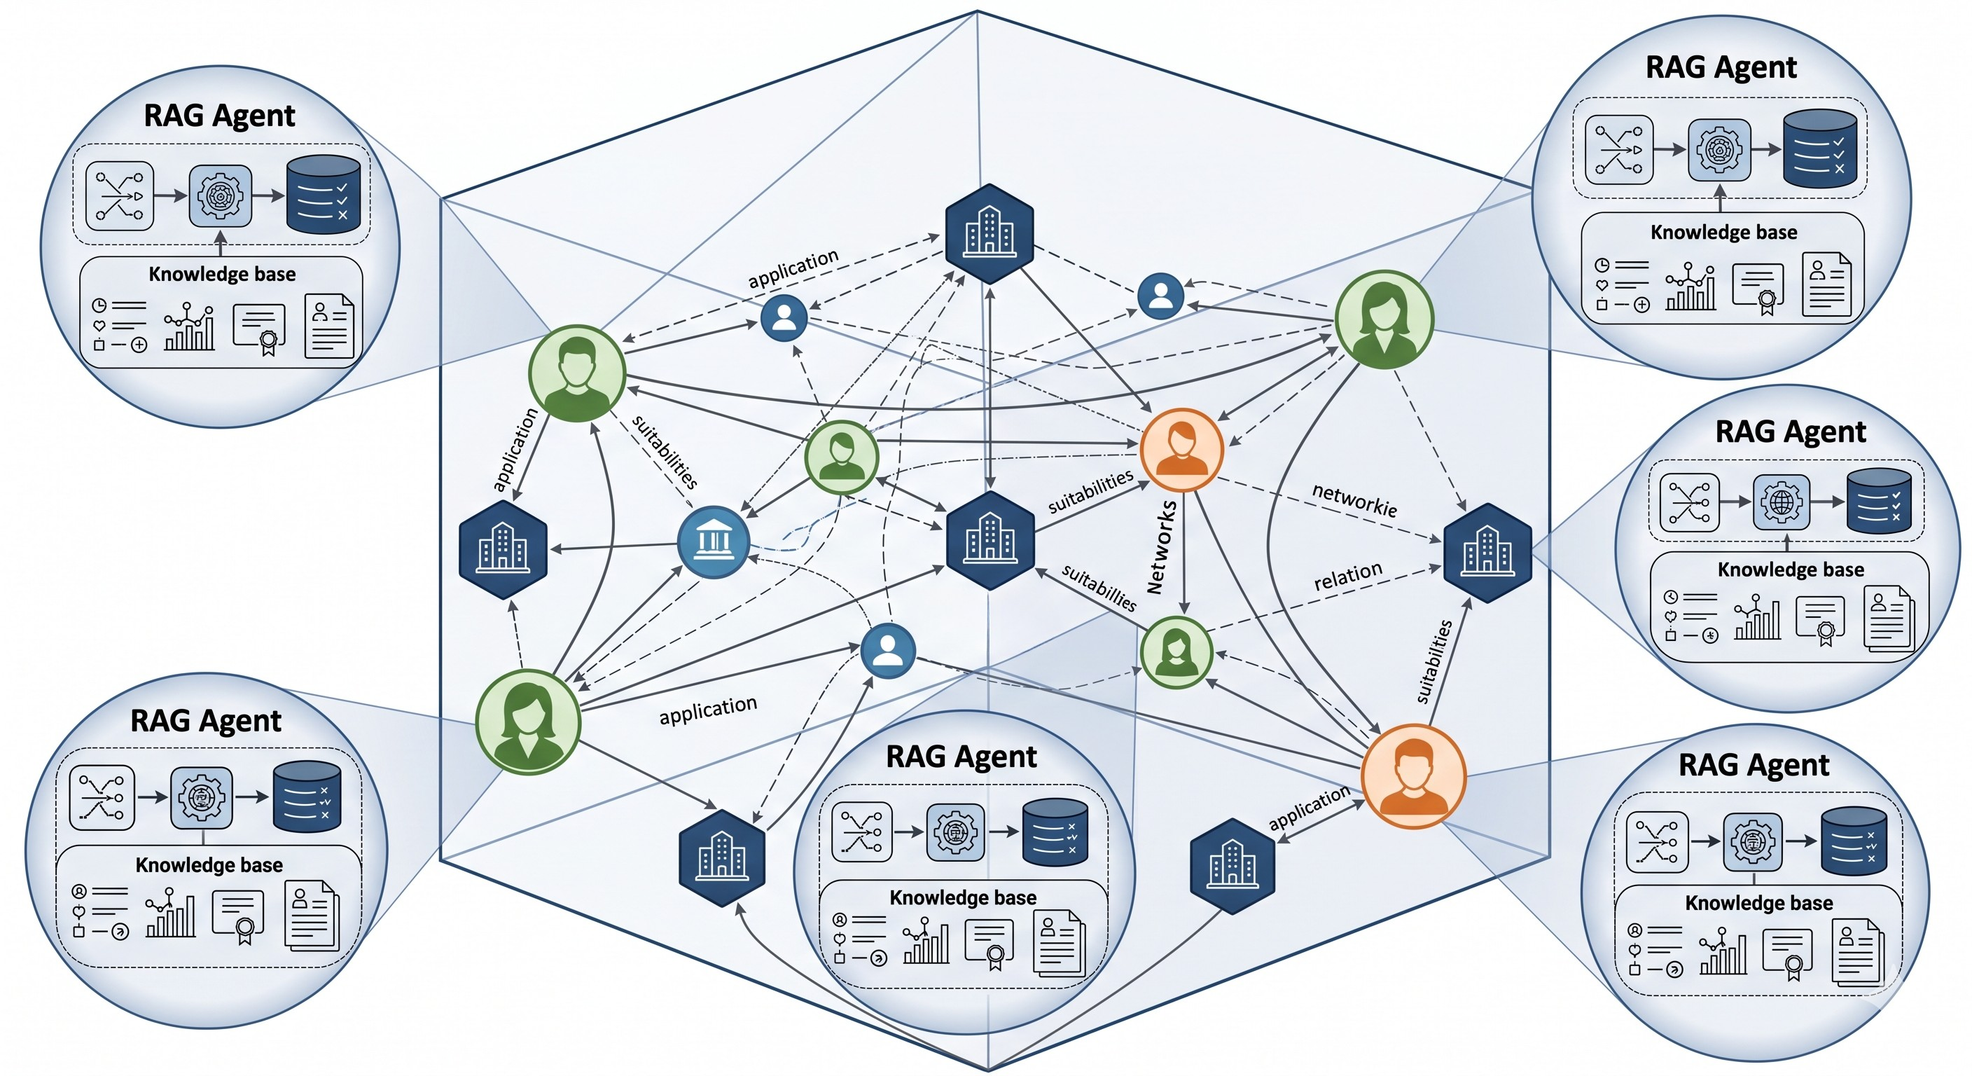 RAG Agent
Knowledge base
RAG Agent
Knowledge base
application
application
suitabilities
suitabilities
networkie
Networks
suitabillies
relation
suitabilities
application
application
RAG Agent
Knowledge base
RAG Agent
Knowledge base
RAG Agent
Knowledge base
RAG Agent
Knowledge base